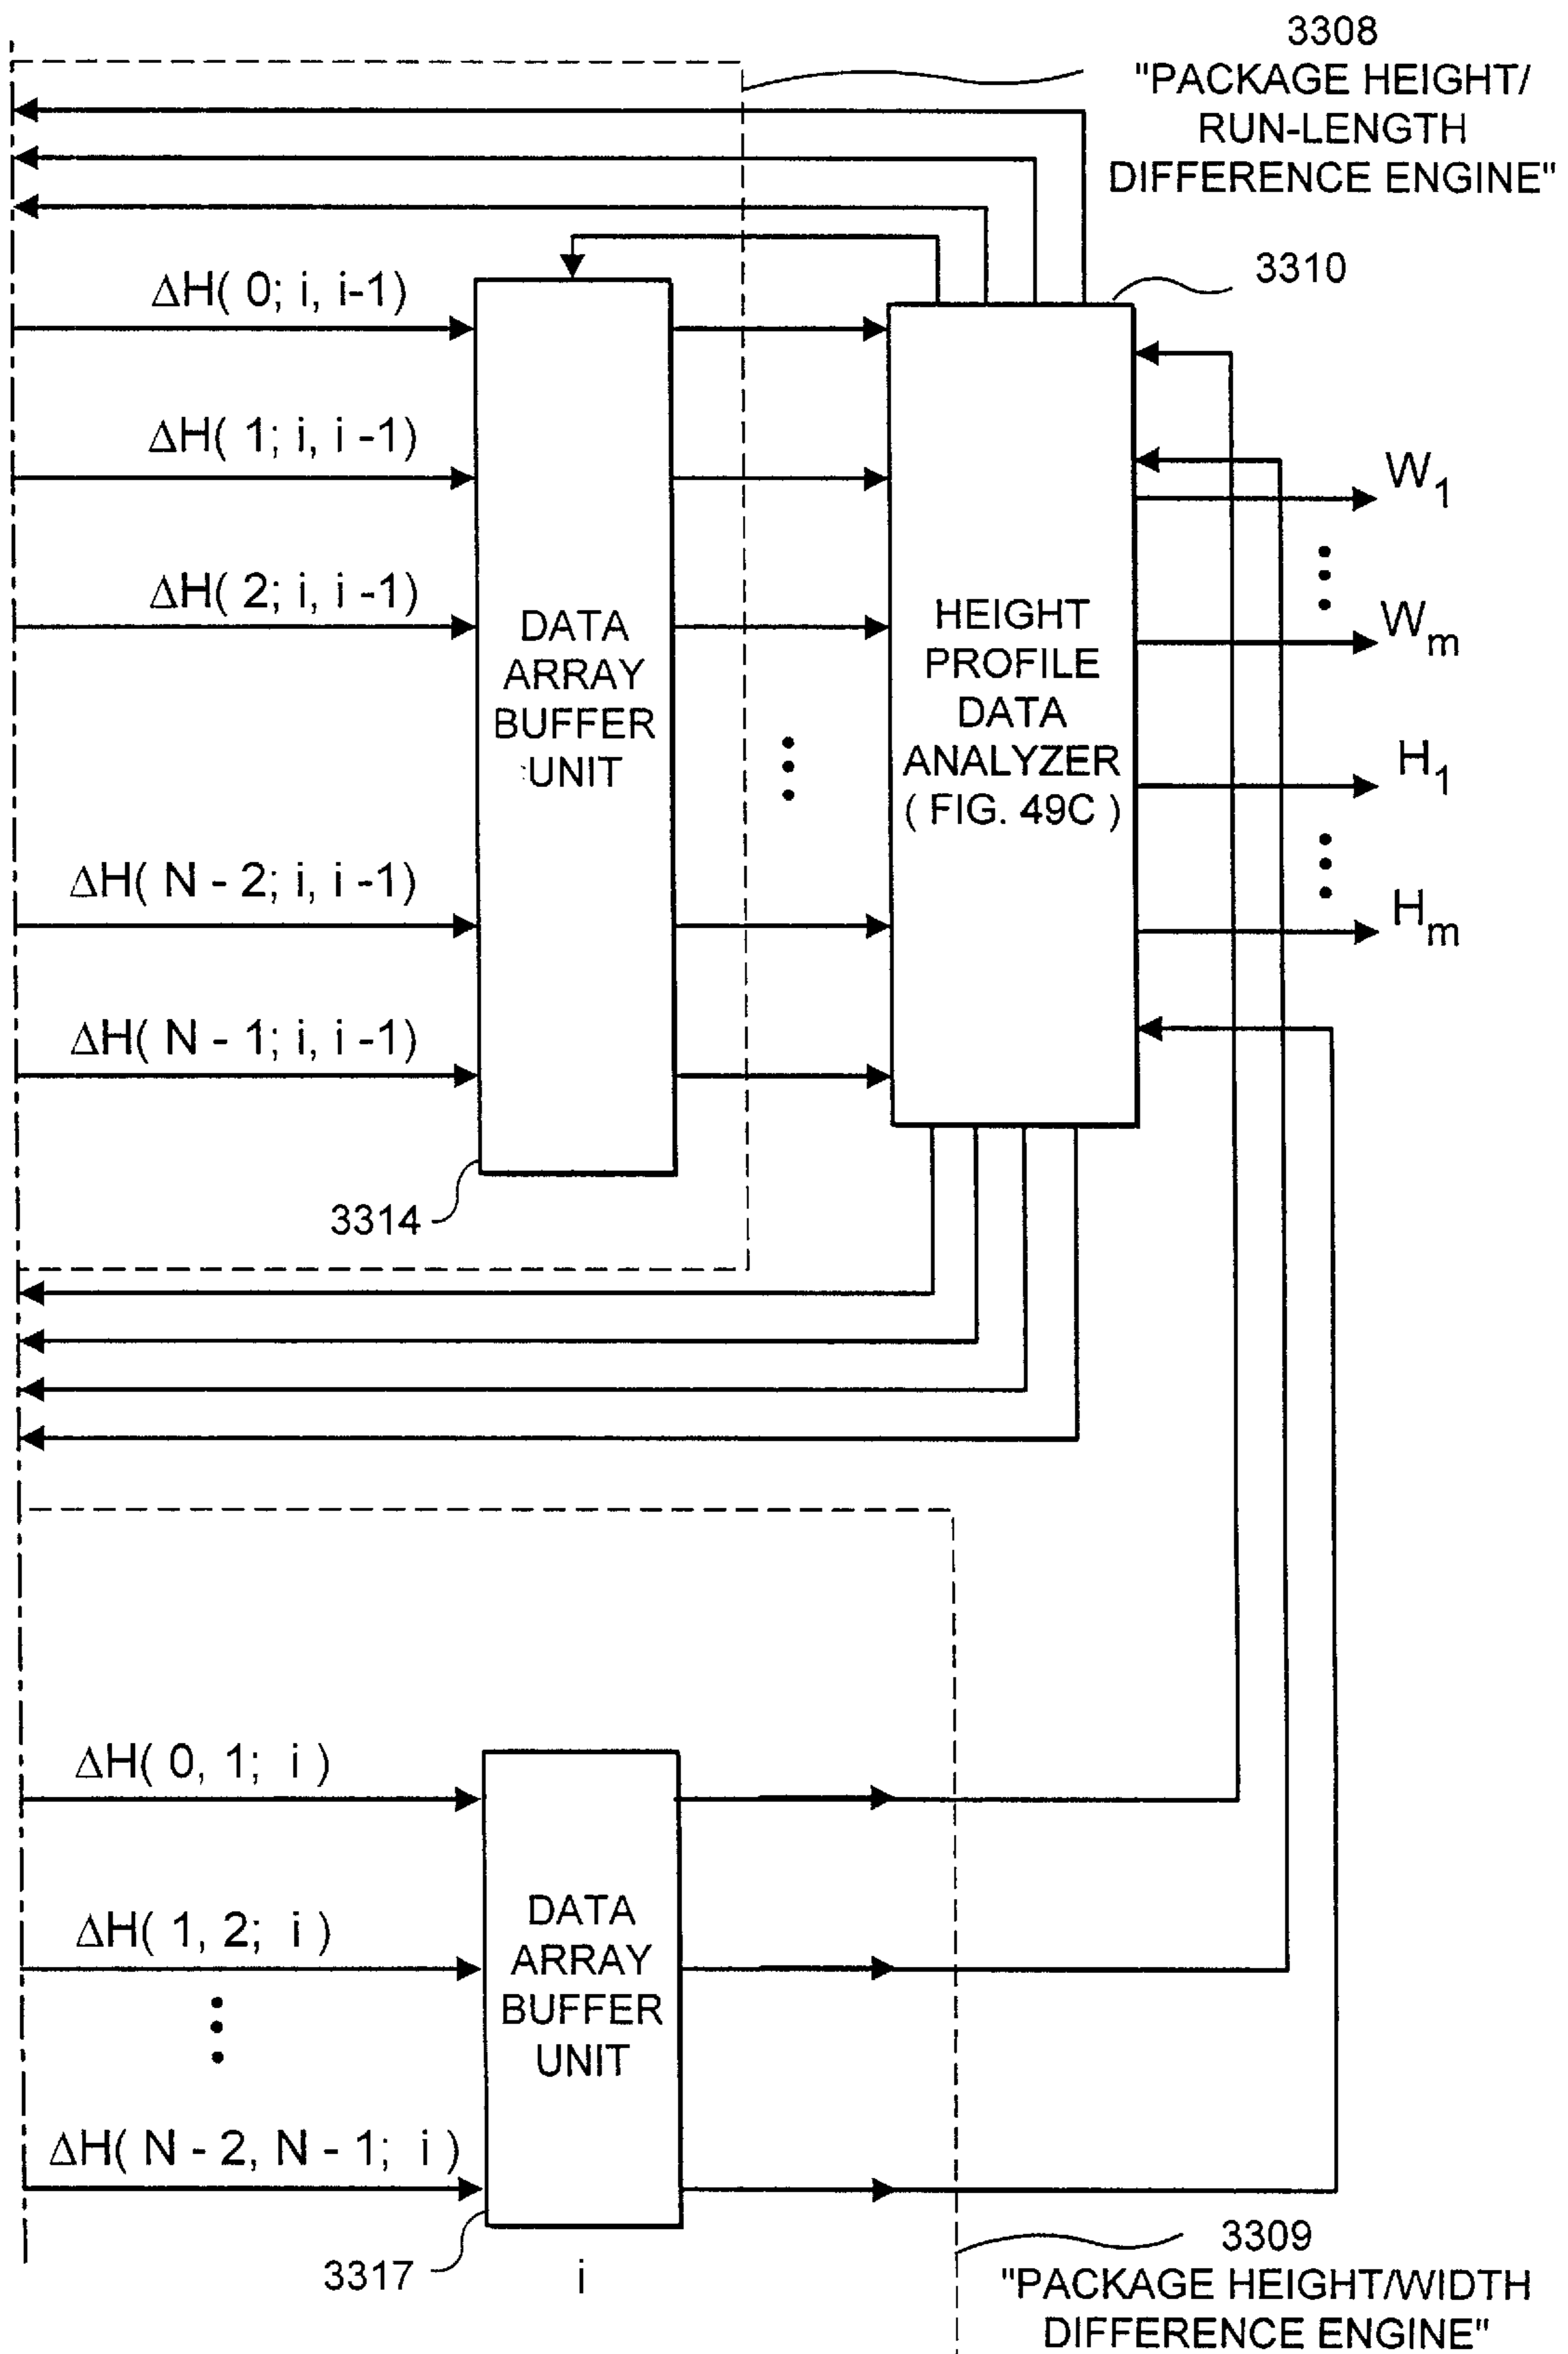 3308
"PACKAGE HEIGHT/
RUN-LENGTH
DIFFERENCE ENGINE"
3310
ΔH( 0; i, i-1)
ΔH( 1; i, i -1)
ΔH( 2; i, i -1)
ΔH( N - 2; i, i -1)
ΔH( N - 1; i, i -1)
DATA
ARRAY
BUFFER
UNIT
3314
HEIGHT
PROFILE
DATA
ANALYZER
( FIG. 49C )
W1
Wm
H1
Hm
ΔH( 0, 1; i )
ΔH( 1, 2; i )
ΔH( N - 2, N - 1; i )
DATA
ARRAY
BUFFER
UNIT
3317
i
3309
"PACKAGE HEIGHT/WIDTH
DIFFERENCE ENGINE"